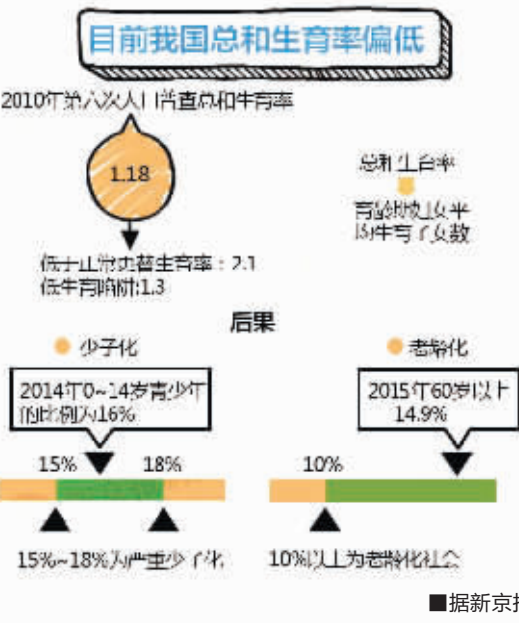 目前我国总和生育率偏低
2010年第六次人口普查总和生育率
1.18
总和生育率
育龄期妇女平
均生育子女数
低于正常更替生育率：2.1
低生育陷阱:1.3
后果
少子化
老龄化
2014年0~14岁青少年
的比例为16%
2015年60岁以上
14.9%
15%
18%
10%
15%~18%为严重少子化
10%以上为老龄化社会
■据新京报